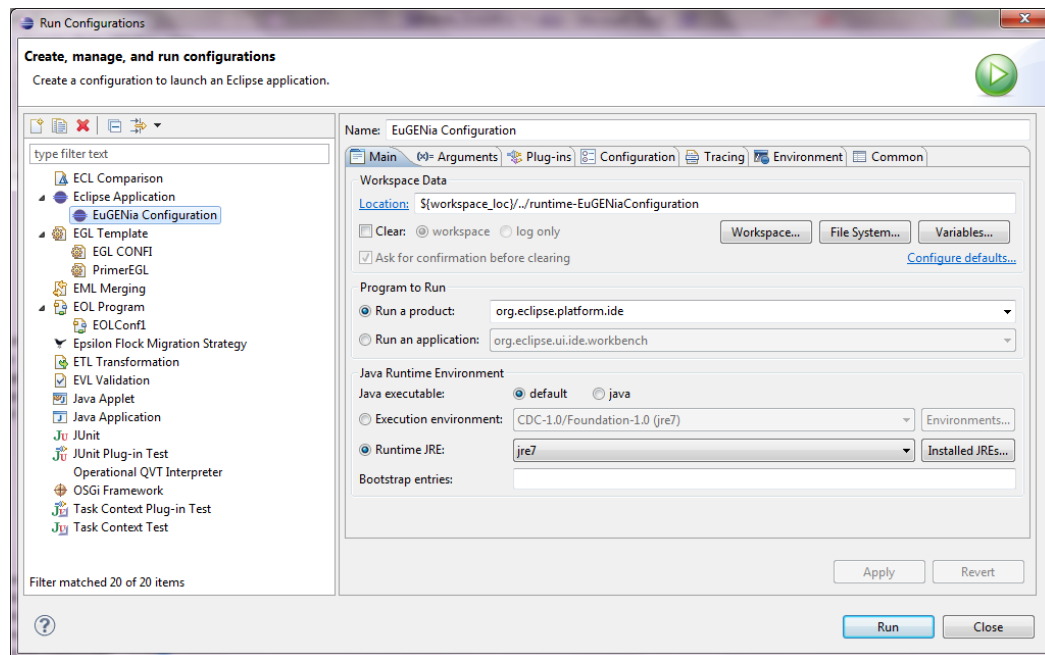 Run Configurations
Create, manage, and run configurations
Create a configuration to launch an Eclipse application.
type filter text
ECL Comparison
Eclipse Application
EuGENia Configuration
EGL Template
EGL CONFI
PrimerEGL
EML Merging
EOL Program
EOLConf1
Epsilon Flock Migration Strategy
ETL Transformation
EVL Validation
Java Applet
Java Application
JUnit
JUnit Plug-in Test
Operational QVT Interpreter
OSGi Framework
Task Context Plug-in Test
Task Context Test
Filter matched 20 of 20 items
Name: EuGENia Configuration
Main (x)= Arguments Plug-ins Configuration Tracing Environment Common
Workspace Data
Location: ${workspace_loc}/../runtime-EuGENiaConfiguration
Clear: workspace log only Workspace... File System... Variables...
Ask for confirmation before clearing Configure defaults...
Program to Run
Run a product: org.eclipse.platform.ide
Run an application: org.eclipse.ui.ide.workbench
Java Runtime Environment
Java executable: default java
Execution environment: CDC-1.0/Foundation-1.0 (jre7) Environments...
Runtime JRE: jre7 Installed JREs...
Bootstrap entries:
Apply Revert
Run Close